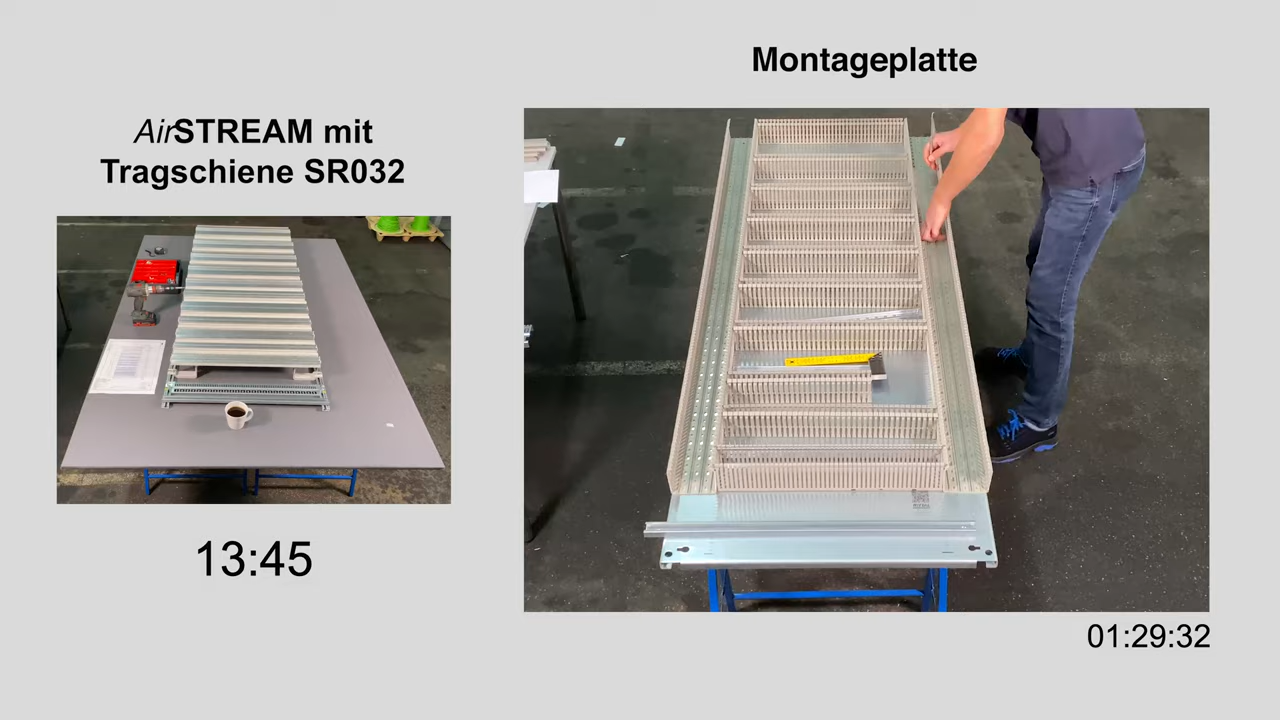 Montageplatte
AirSTREAM mit
Tragschiene SR032
13:45
01:29:32